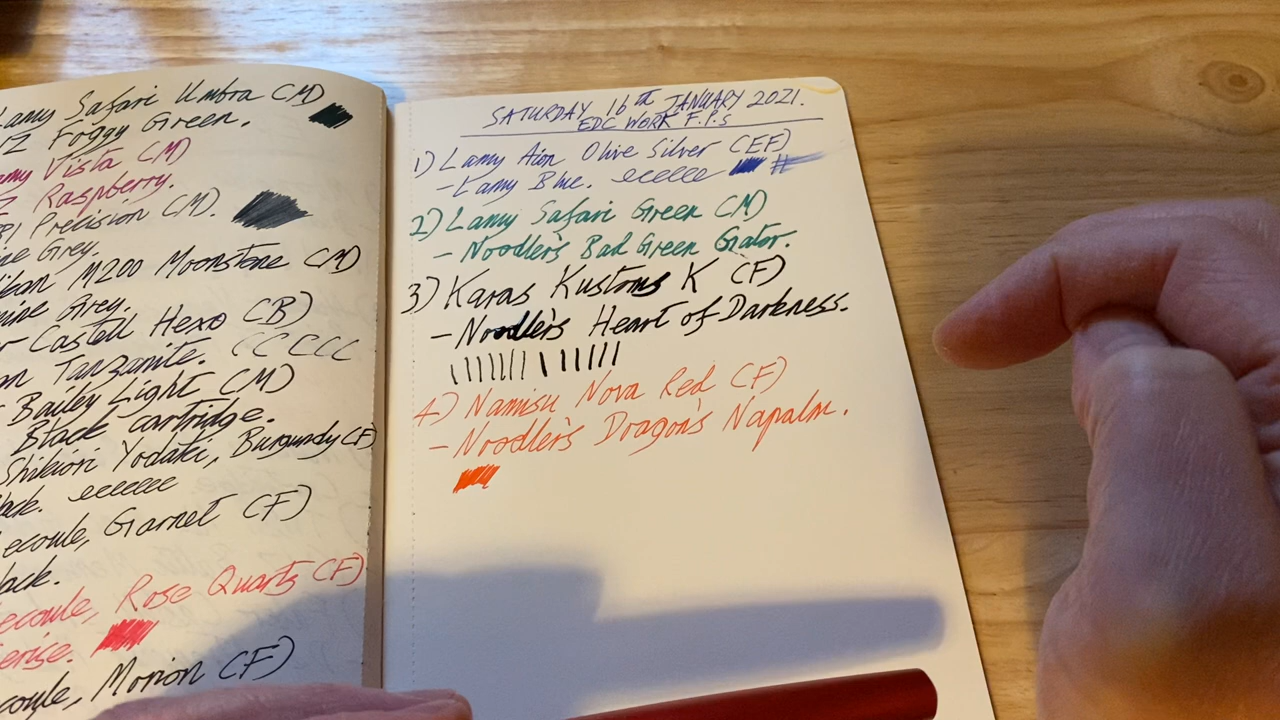 Lamy Safari Umbra (M)
Foggy Green.
Vista (M)
Raspberry.
Precision (M).
Grey.
M200 Moonstone (M)
Grey.
Castell Hexo (B)
Tanzanite.
Bailey Light (M)
Black cartridge.
Shikiori Yodaki, Burgundy (F)
Garnet (F)
Rose Quartz (F)
Morion (F)
SATURDAY 16TH JANUARY 2021.
EDC WORK F.P.s
1) Lamy Aion Olive Silver (EF)
- Lamy Blue.
2) Lamy Safari Green (M)
- Noodler's Bad Green Gator.
3) Karas Kustoms K (F)
- Noodler's Heart of Darkness.
4) Namisu Nova Red (F)
- Noodler's Dragon's Napalm.